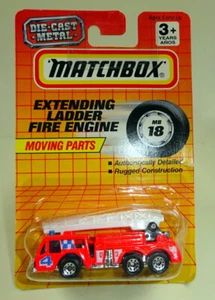 DIE-CAST
METAL
3+
YEARS
AÑOS
MATCHBOX
EXTENDING
LADDER
FIRE ENGINE
MB
18
MOVING PARTS
• Authentically Detailed
• Rugged Construction
4